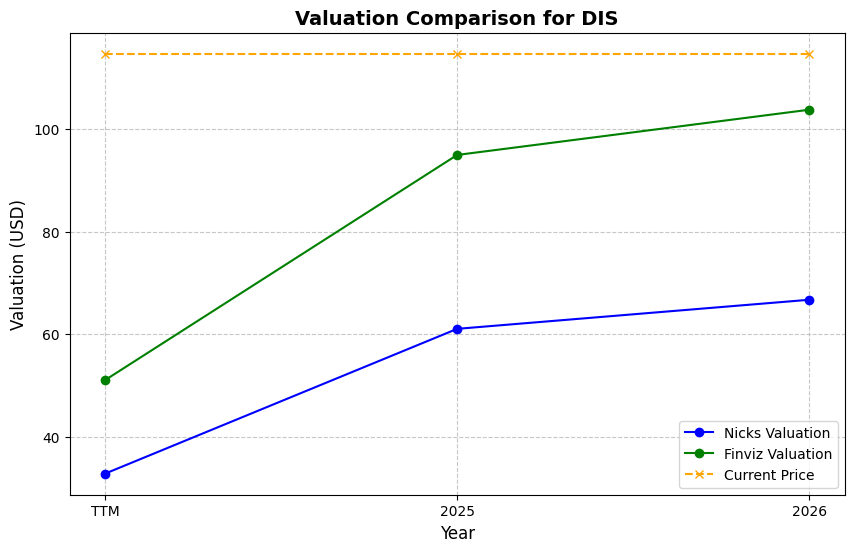 Valuation Comparison for DIS
Valuation (USD)
100
80
60
40
TTM
2025
2026
Year
Nicks Valuation
Finviz Valuation
Current Price